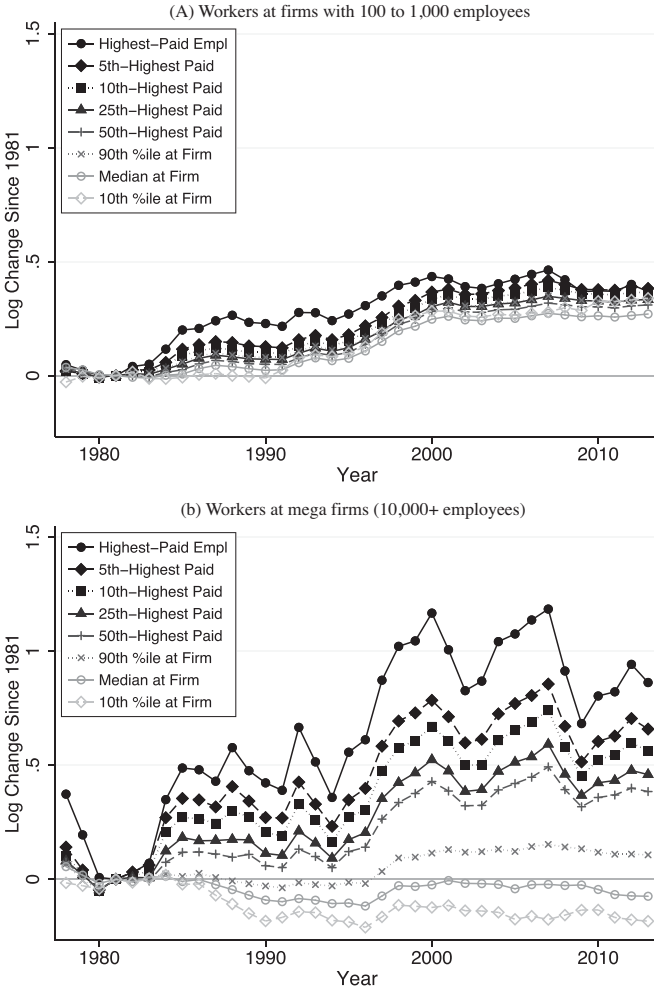 (A) Workers at firms with 100 to 1,000 employees
1.5
1
.5
0
Log Change Since 1981
Highest−Paid Empl
5th−Highest Paid
10th−Highest Paid
25th−Highest Paid
50th−Highest Paid
90th %ile at Firm
Median at Firm
10th %ile at Firm
1980 1990 2000 2010
Year
(b) Workers at mega firms (10,000+ employees)
1.5
1
.5
0
Log Change Since 1981
Highest−Paid Empl
5th−Highest Paid
10th−Highest Paid
25th−Highest Paid
50th−Highest Paid
90th %ile at Firm
Median at Firm
10th %ile at Firm
1980 1990 2000 2010
Year